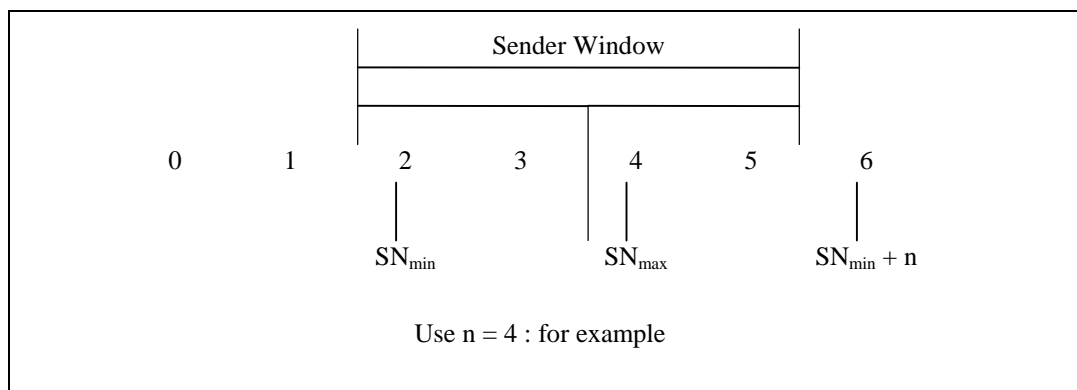 Sender Window
0 1 2 3 4 5 6
SNmin SNmax SNmin + n
Use n = 4 : for example